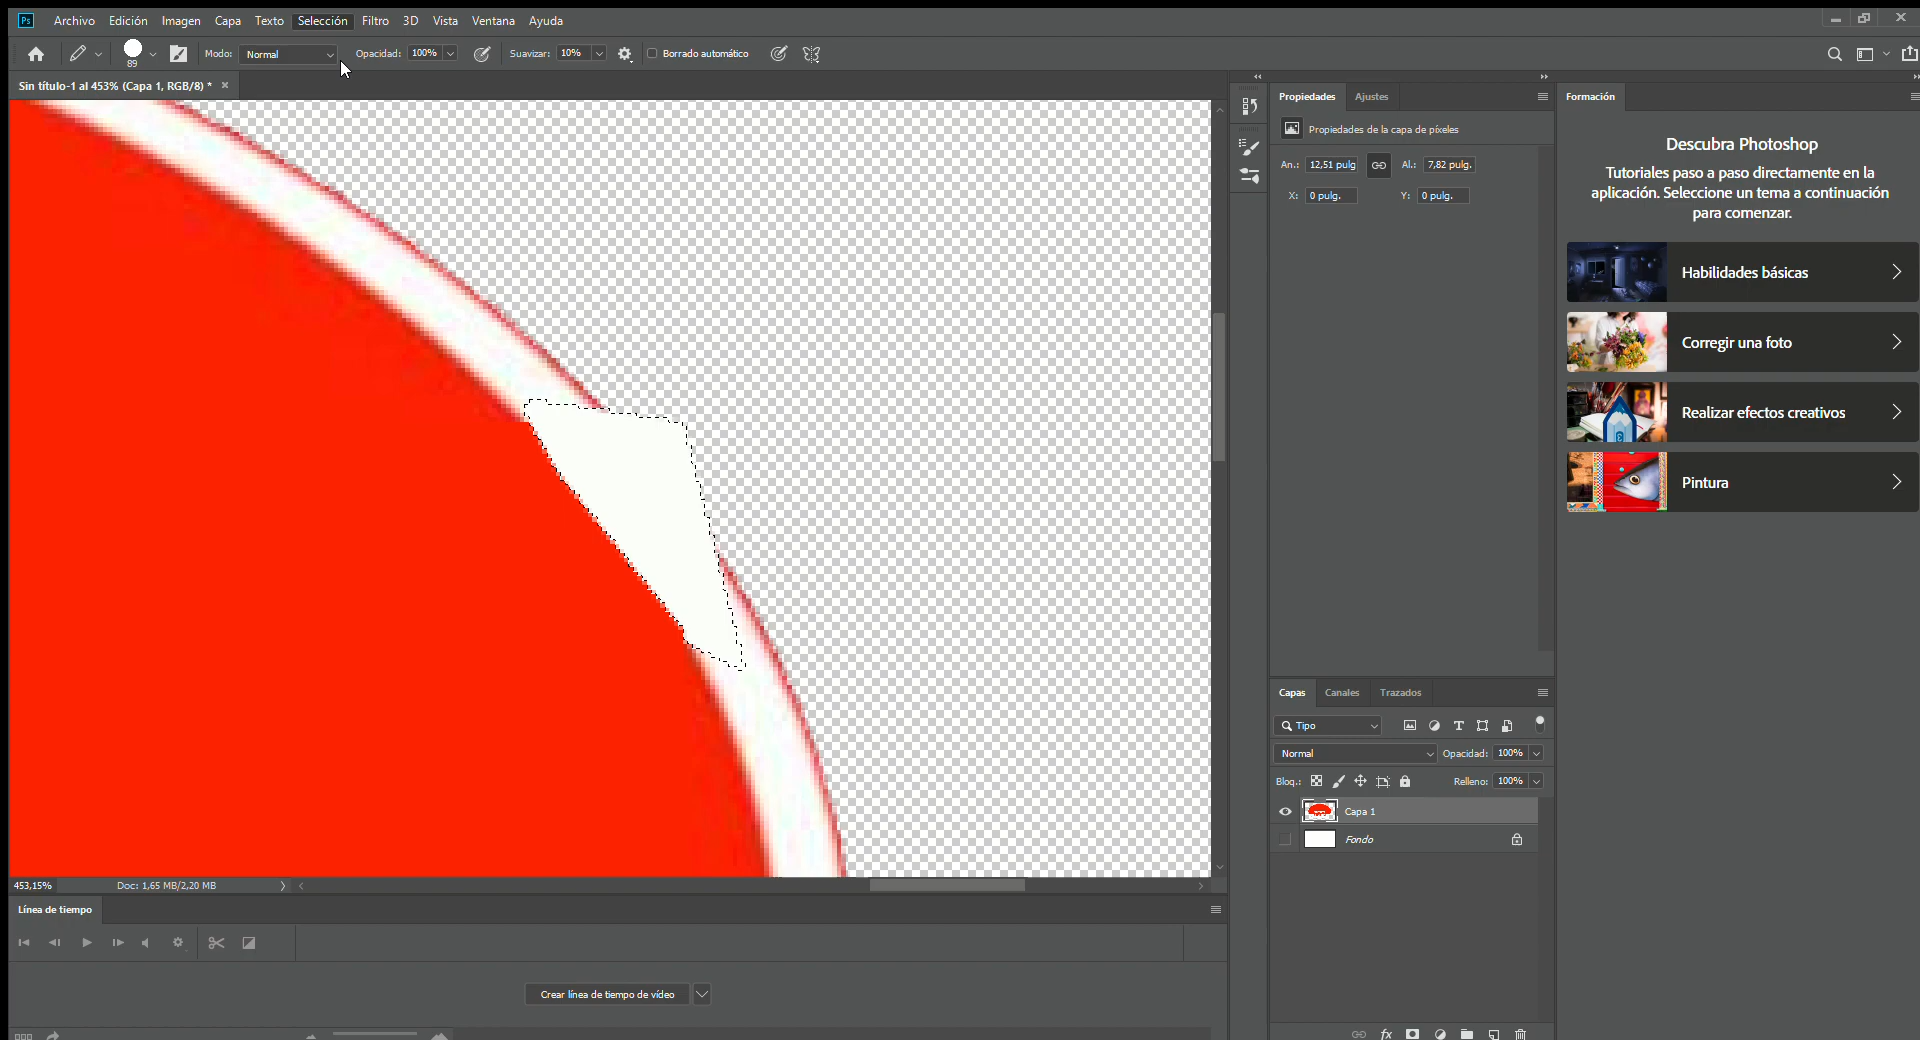 Ps Archivo Edición Imagen Capa Texto Selección Filtro 3D Vista Ventana Ayuda
89 Modo: Normal Opacidad: 100% Suavizar: 10% Borrado automático
Sin título-1 al 453% (Capa 1, RGB/8) *
Propiedades Ajustes
Propiedades de la capa de píxeles
An.: 12,51 pulg Al.: 7,82 pulg.
X: 0 pulg. Y: 0 pulg.
Formación
Descubra Photoshop
Tutoriales paso a paso directamente en la
aplicación. Seleccione un tema a continuación
para comenzar.
Habilidades básicas
Corregir una foto
Realizar efectos creativos
Pintura
Capas Canales Trazados
Tipo
Normal Opacidad: 100%
Bloq.: Relleno: 100%
Capa 1
Fondo
453,15% Doc: 1,65 MB/2,20 MB
Línea de tiempo
Crear línea de tiempo de vídeo
fx